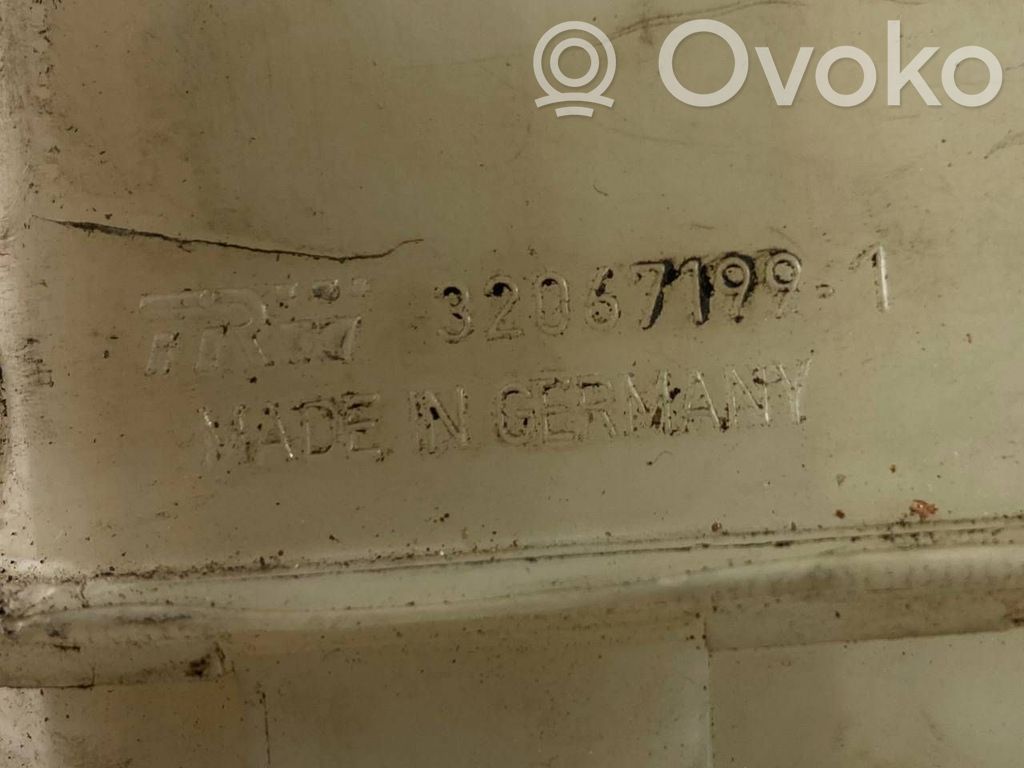 Ovoko
TRW 32067199-1
MADE IN GERMANY